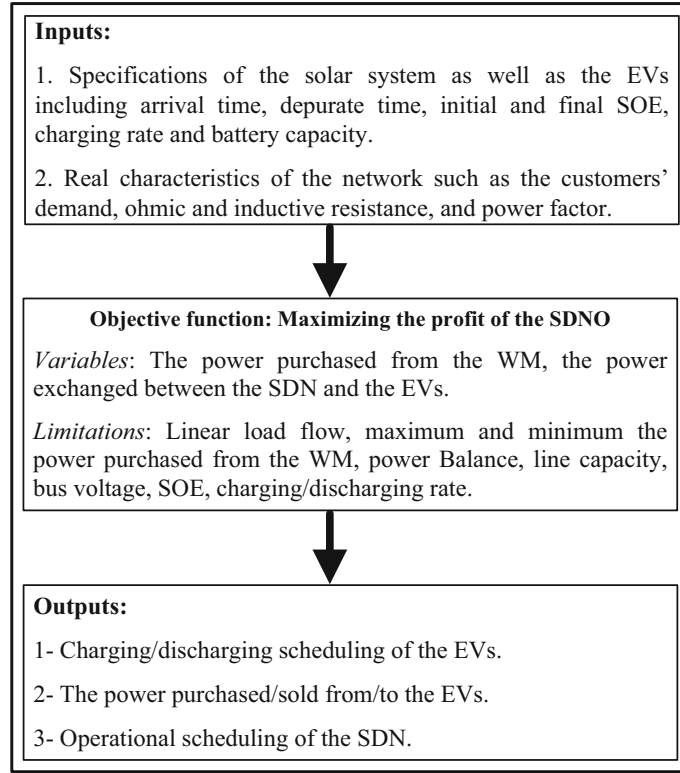 Inputs:
1. Specifications of the solar system as well as the EVs
including arrival time, depurate time, initial and final SOE,
charging rate and battery capacity.
2. Real characteristics of the network such as the customers’
demand, ohmic and inductive resistance, and power factor.
Objective function: Maximizing the profit of the SDNO
Variables: The power purchased from the WM, the power
exchanged between the SDN and the EVs.
Limitations: Linear load flow, maximum and minimum the
power purchased from the WM, power Balance, line capacity,
bus voltage, SOE, charging/discharging rate.
Outputs:
1- Charging/discharging scheduling of the EVs.
2- The power purchased/sold from/to the EVs.
3- Operational scheduling of the SDN.